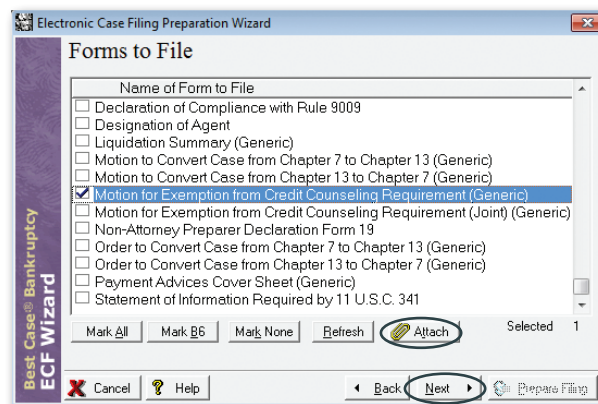 Electronic Case Filing Preparation Wizard
Forms to File
Name of Form to File
Declaration of Compliance with Rule 9009
Designation of Agent
Liquidation Summary (Generic)
Motion to Convert Case from Chapter 7 to Chapter 13 (Generic)
Motion to Convert Case from Chapter 13 to Chapter 7 (Generic)
Motion for Exemption from Credit Counseling Requirement (Generic)
Motion for Exemption from Credit Counseling Requirement (Joint) (Generic)
Non-Attorney Preparer Declaration Form 19
Order to Convert Case from Chapter 7 to Chapter 13 (Generic)
Order to Convert Case from Chapter 13 to Chapter 7 (Generic)
Payment Advices Cover Sheet (Generic)
Statement of Information Required by 11 U.S.C. 341
Mark All Mark B6 Mark None Refresh Attach Selected 1
Cancel Help Back Next Prepare Filing
Best Case® Bankruptcy
ECF Wizard